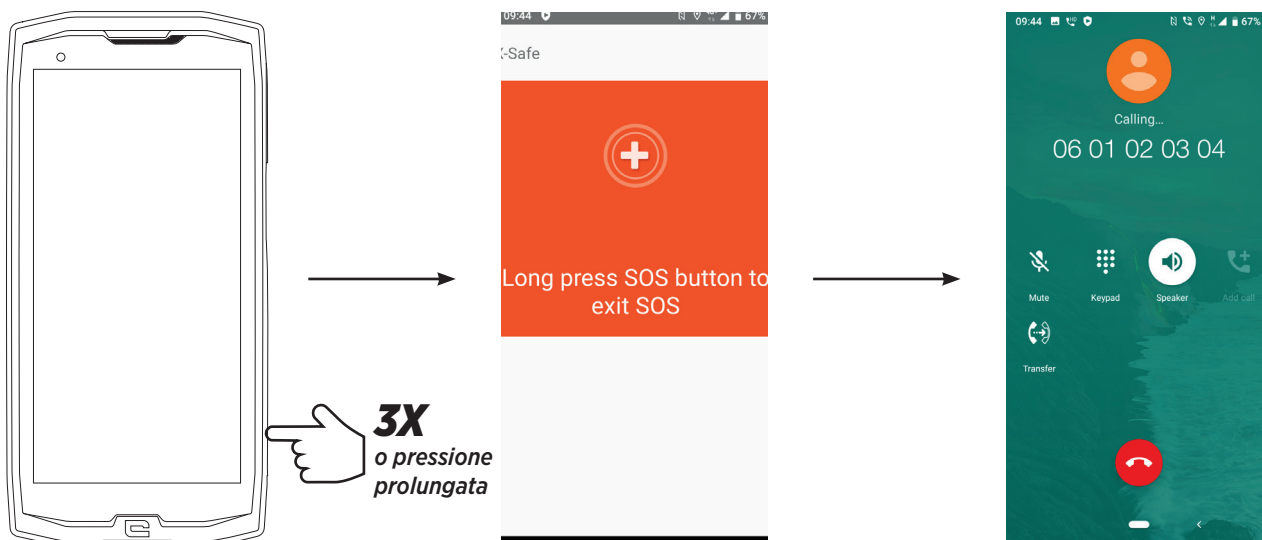 3X
o pressione
prolungata
09:44
67%
X-Safe
Long press SOS button to
exit SOS
09:44
67%
Calling...
06 01 02 03 04
Mute
Keypad
Speaker
Add call
Transfer